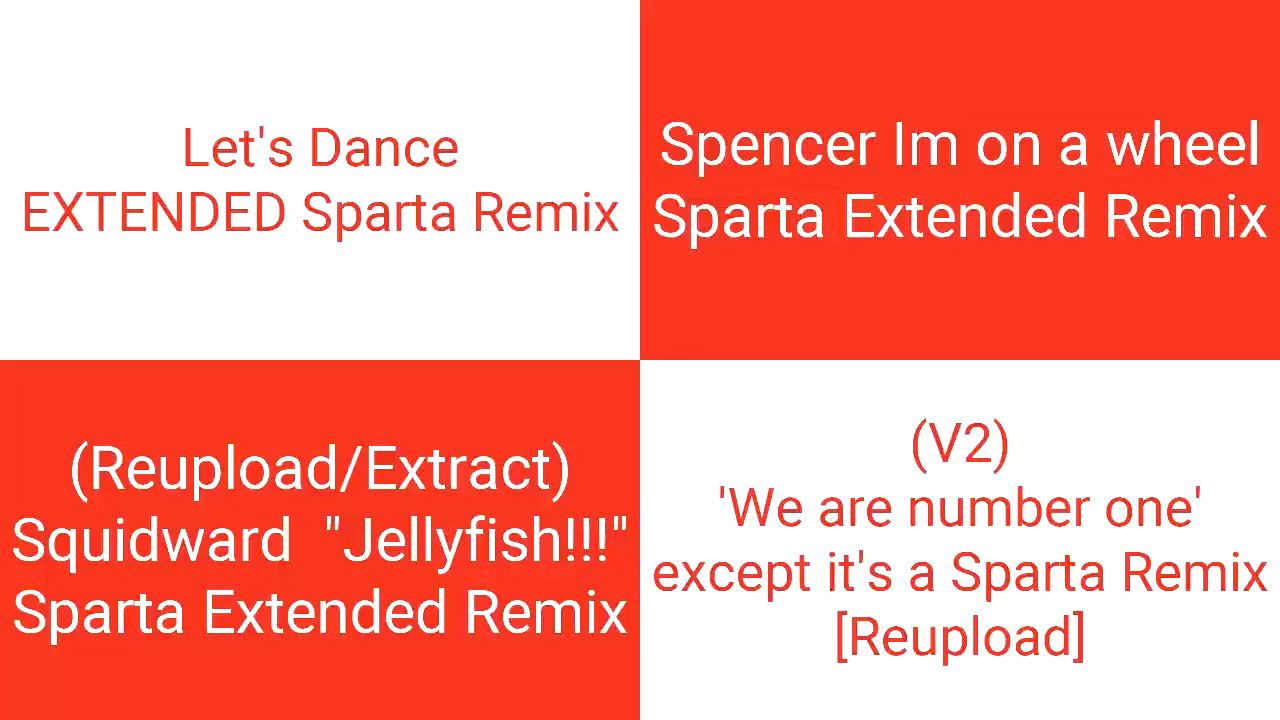 Let's Dance
EXTENDED Sparta Remix
Spencer Im on a wheel
Sparta Extended Remix
(Reupload/Extract)
Squidward  "Jellyfish!!!"
Sparta Extended Remix
(V2)
'We are number one'
except it's a Sparta Remix
[Reupload]